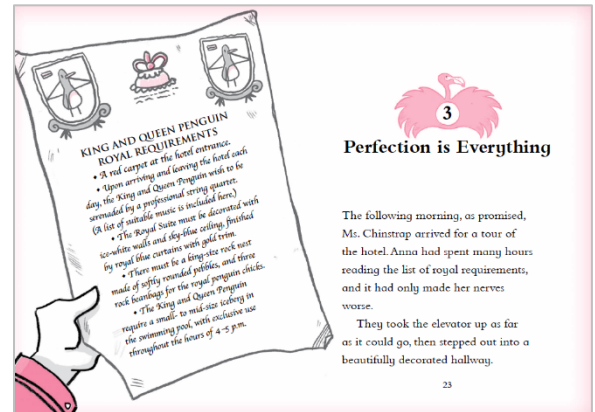 KING AND QUEEN PENGUIN
ROYAL REQUIREMENTS
• A red carpet at the hotel entrance.
• Upon arriving and leaving the hotel each
day, the King and Queen Penguin wish to be
serenaded by a professional string quartet.
(A list of suitable music is included here.)
• The Royal Suite must be decorated with
ice-white walls and sky-blue ceiling, finished
by royal blue curtains with gold trim.
• There must be a king-size rock nest
made of softly rounded pebbles, and three
rock beanbags for the royal penguin chicks.
• The King and Queen Penguin
require a small- to mid-size iceberg in
the swimming pool, with exclusive use
throughout the hours of 4–5 p.m.
3
Perfection is Everything
The following morning, as promised,
Ms. Chinstrap arrived for a tour of
the hotel. Anna had spent many hours
reading the list of royal requirements,
and it had only made her nerves
worse.
They took the elevator up as far
as it could go, then stepped out into a
beautifully decorated hallway.
23